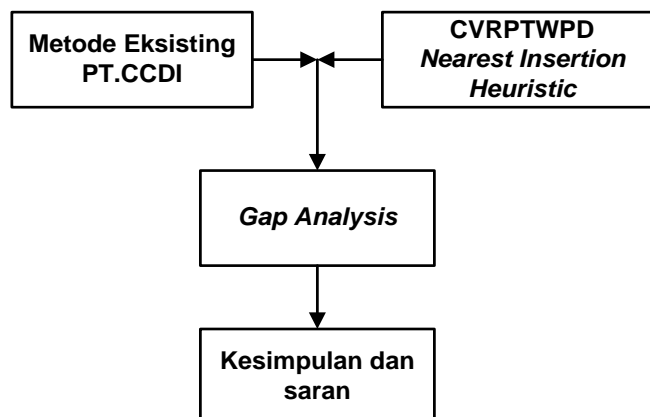 Metode Eksisting
PT.CCDI
CVRPTWPD
Nearest Insertion
Heuristic
Gap Analysis
Kesimpulan dan
saran